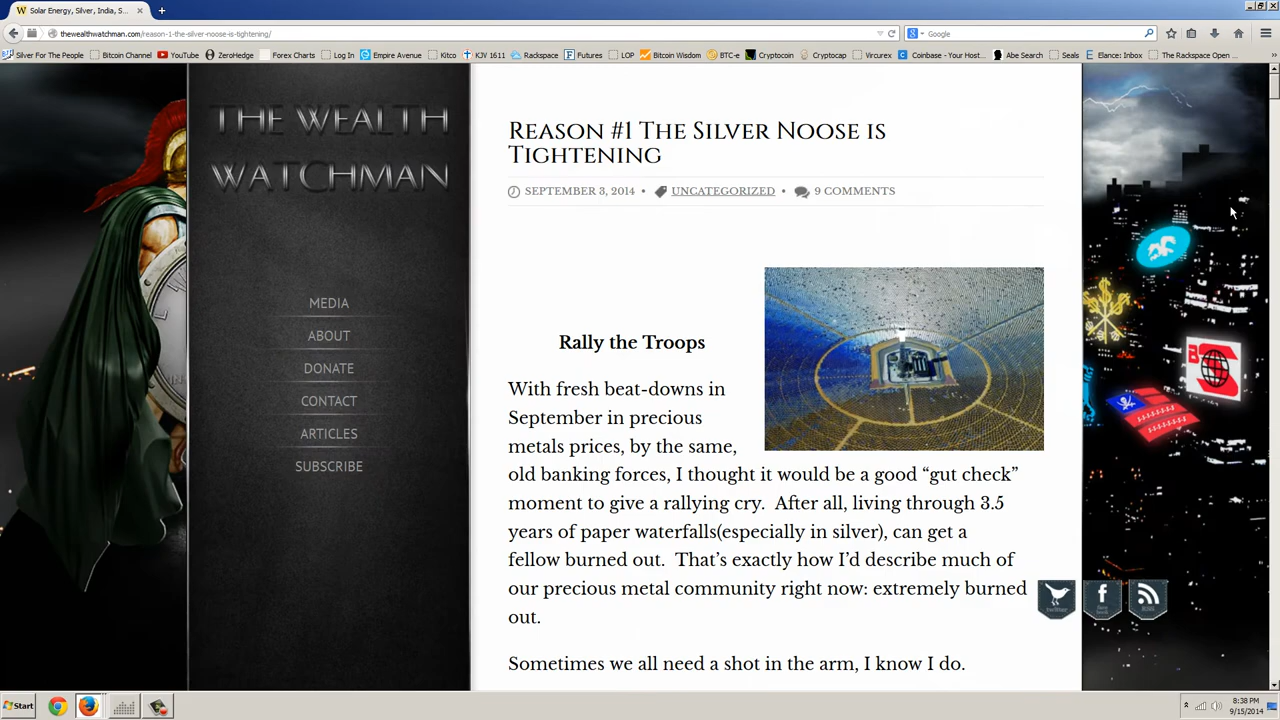 Solar Energy, Silver, India, S...
thewealthwatchman.com/reason-1-the-silver-noose-is-tightening/
Google
Silver For The People
Bitcoin Channel
YouTube
ZeroHedge
Forex Charts
Log In
Empire Avenue
Kitco
KJV 1611
Rackspace
Futures
LOP
Bitcoin Wisdom
BTC-e
Cryptocoin
Cryptocap
Vircurex
Coinbase - Your Host...
Abe Search
Seals
Elance: Inbox
The Rackspace Open ...
THE WEALTH
WATCHMAN
MEDIA
ABOUT
DONATE
CONTACT
ARTICLES
SUBSCRIBE
Reason #1 The Silver Noose is
Tightening
SEPTEMBER 3, 2014 • UNCATEGORIZED • 9 COMMENTS
Rally the Troops
With fresh beat-downs in
September in precious
metals prices, by the same,
old banking forces, I thought it would be a good “gut check”
moment to give a rallying cry.  After all, living through 3.5
years of paper waterfalls(especially in silver), can get a
fellow burned out.  That’s exactly how I’d describe much of
our precious metal community right now: extremely burned
out.
Sometimes we all need a shot in the arm, I know I do.
Start
8:38 PM
9/15/2014